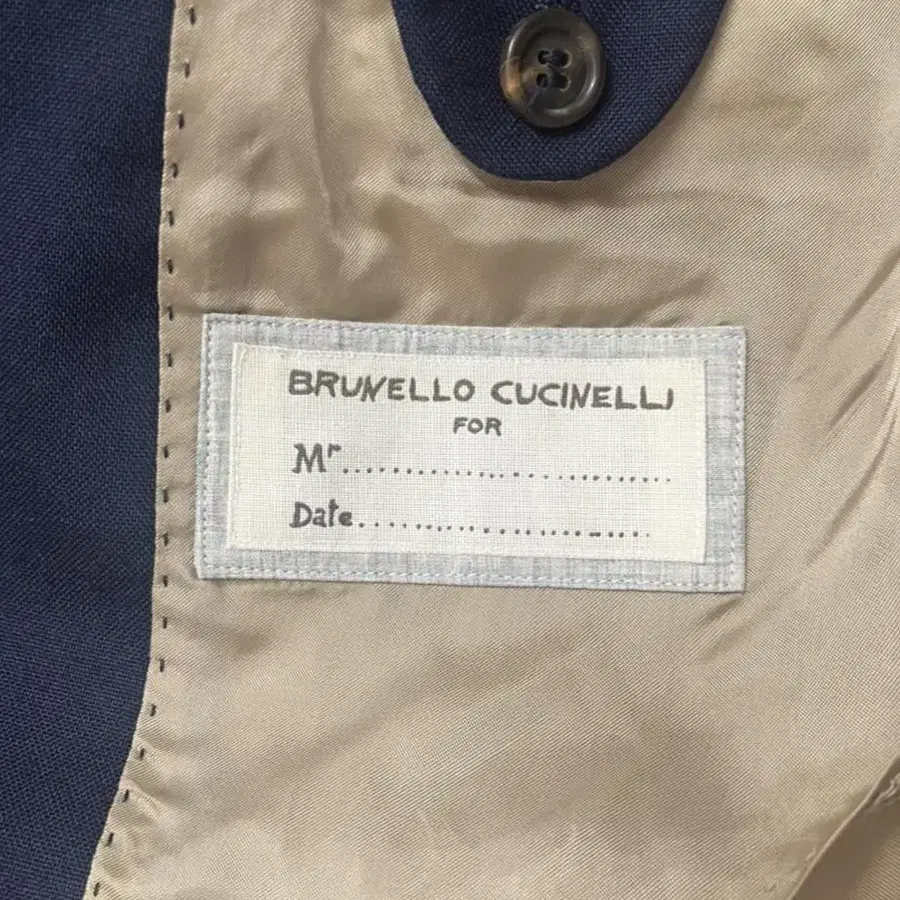 BRUNELLO CUCINELLI
FOR
Mr..............................
Date..............................